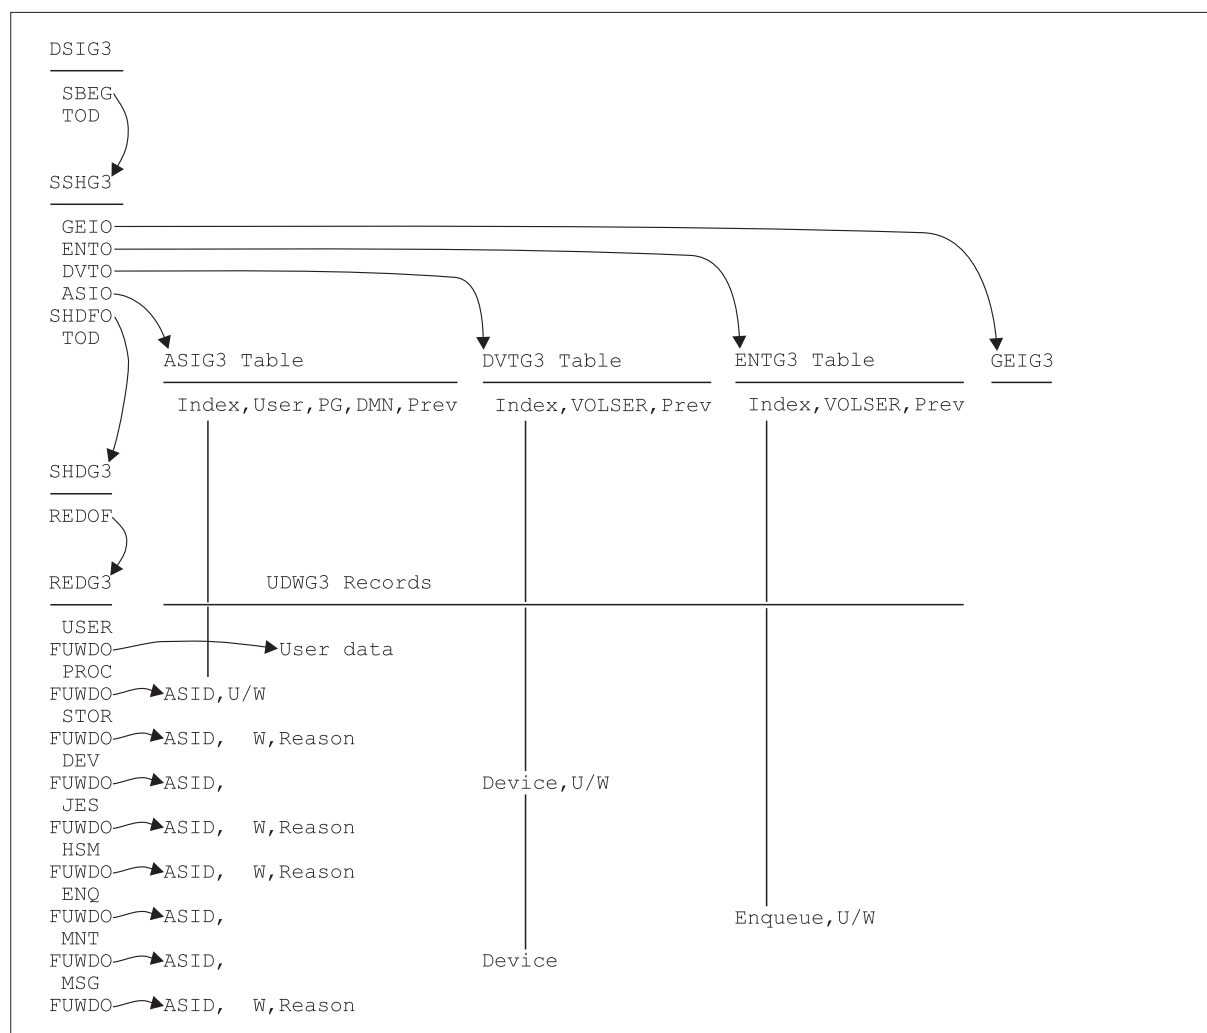 DSIG3
SBEG
TOD
SSHG3
GEIO
ENTO
DVTO
ASIO
SHDFO
TOD
ASIG3 Table DVTG3 Table ENTG3 Table GEIG3
Index,User,PG,DMN,Prev Index,VOLSER,Prev Index,VOLSER,Prev
SHDG3
REDOF
REDG3 UDWG3 Records
USER
FUWDO User data
PROC
FUWDO ASID,U/W
STOR
FUWDO ASID, W,Reason
DEV
FUWDO ASID, Device,U/W
JES
FUWDO ASID, W,Reason
HSM
FUWDO ASID, W,Reason
ENQ
FUWDO ASID, Enqueue,U/W
MNT
FUWDO ASID, Device
MSG
FUWDO ASID, W,Reason